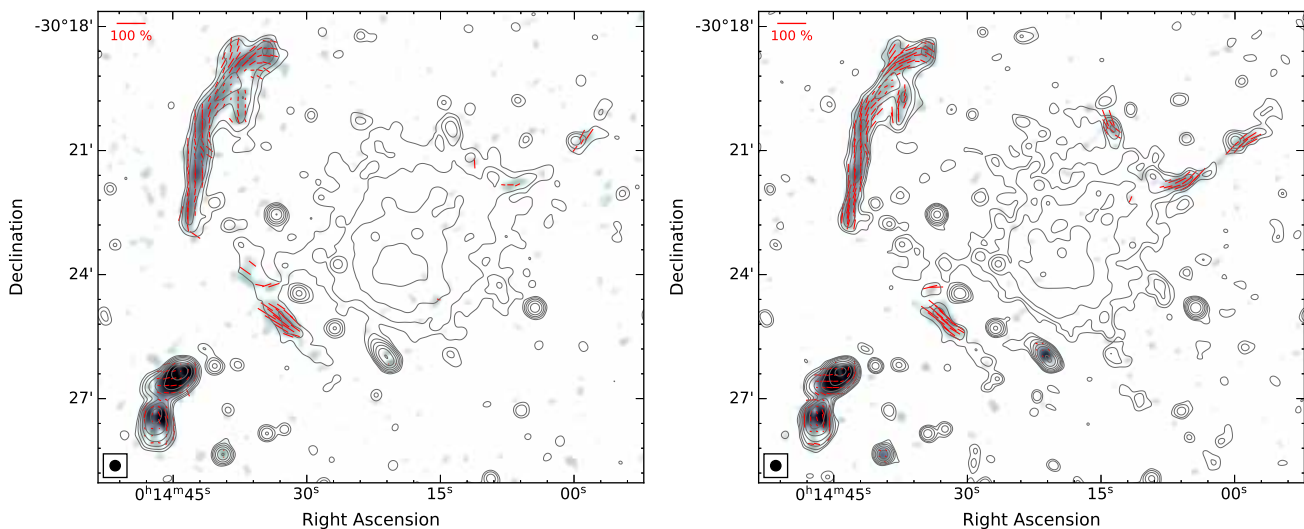 100 %
-30°18'
21'
24'
27'
Declination
0ʰ14ᵐ45ˢ
30ˢ
15ˢ
00ˢ
Right Ascension
100 %
-30°18'
21'
24'
27'
Declination
0ʰ14ᵐ45ˢ
30ˢ
15ˢ
00ˢ
Right Ascension